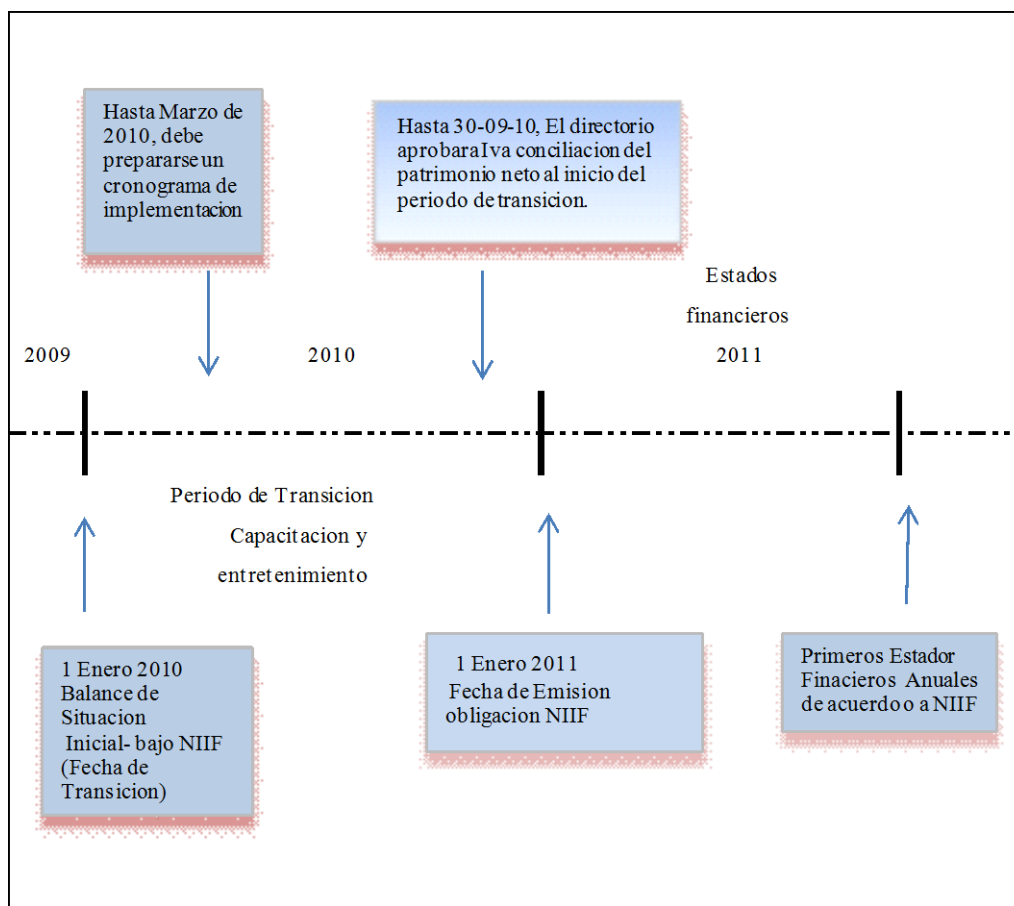 Hasta Marzo de
2010, debe
prepararse un
cronograma de
implementacion
Hasta 30-09-10, El directorio
aprobara Iva conciliacion del
patrimonio neto al inicio del
periodo de transicion.
Estados
financieros
2009
2010
2011
Periodo de Transicion
Capacitacion y
entretenimiento
1 Enero 2010
Balance de
Situacion
Inicial- bajo NIIF
(Fecha de
Transicion)
1 Enero 2011
Fecha de Emision
obligacion NIIF
Primeros Estador
Finacieros Anuales
de acuerdo o a NIIF